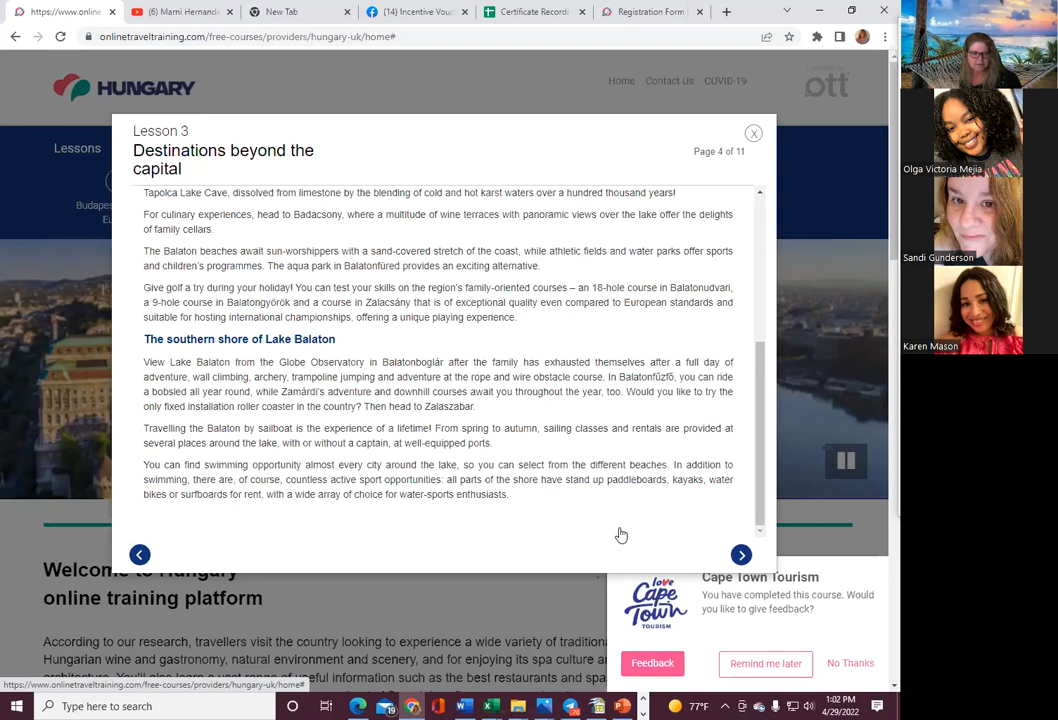 https://www.online
(6) Marni Hernande
New Tab
(14) Incentive Vouc
Certificate Recordi
Registration Form
onlinetraveltraining.com/free-courses/providers/hungary-uk/home#
HUNGARY
Home
Contact Us
COVID-19
powered by
ott
Lessons
Lesson 3
Destinations beyond the
capital
Page 4 of 11
X
Tapolca Lake Cave, dissolved from limestone by the blending of cold and hot karst waters over a hundred thousand years!
For culinary experiences, head to Badacsony, where a multitude of wine terraces with panoramic views over the lake offer the delights
of family cellars.
The Balaton beaches await sun-worshippers with a sand-covered stretch of the coast, while athletic fields and water parks offer sports
and children's programmes. The aqua park in Balatonfüred provides an exciting alternative.
Give golf a try during your holiday! You can test your skills on the region's family-oriented courses – an 18-hole course in Balatonudvari,
a 9-hole course in Balatongyörök and a course in Zalacsány that is of exceptional quality even compared to European standards and
suitable for hosting international championships, offering a unique playing experience.
The southern shore of Lake Balaton
View Lake Balaton from the Globe Observatory in Balatonboglár after the family has exhausted themselves after a full day of
adventure, wall climbing, archery, trampoline jumping and adventure at the rope and wire obstacle course. In Balatonfűzfő, you can ride
a bobsled all year round, while Zamárdi's adventure and downhill courses await you throughout the year, too. Would you like to try the
only fixed installation roller coaster in the country? Then head to Zalaszabar.
Travelling the Balaton by sailboat is the experience of a lifetime! From spring to autumn, sailing classes and rentals are provided at
several places around the lake, with or without a captain, at well-equipped ports.
You can find swimming opportunity almost every city around the lake, so you can select from the different beaches. In addition to
swimming, there are, of course, countless active sport opportunities: all parts of the shore have stand up paddleboards, kayaks, water
bikes or surfboards for rent, with a wide array of choice for water-sports enthusiasts.
Budapes
Eu
Welcome to Hungary
online training platform
According to our research, travellers visit the country looking to experience a wide variety of traditiona
Hungarian wine and gastronomy, natural environment and scenery, and for enjoying its spa culture ar
love
Cape
Town
TOURISM
Cape Town Tourism
You have completed this course. Would
you like to give feedback?
Feedback
Remind me later
No Thanks
https://www.onlinetraveltraining.com/free-courses/providers/hungary-uk/home#
Type here to search
77°F
1:02 PM
4/29/2022
Olga Victoria Mejia
Sandi Gunderson
Karen Mason